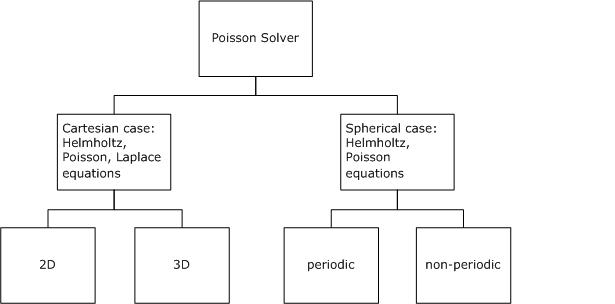 Poisson Solver
Cartesian case:
Helmholtz,
Poisson, Laplace
equations
Spherical case:
Helmholtz,
Poisson
equations
2D
3D
periodic
non-periodic